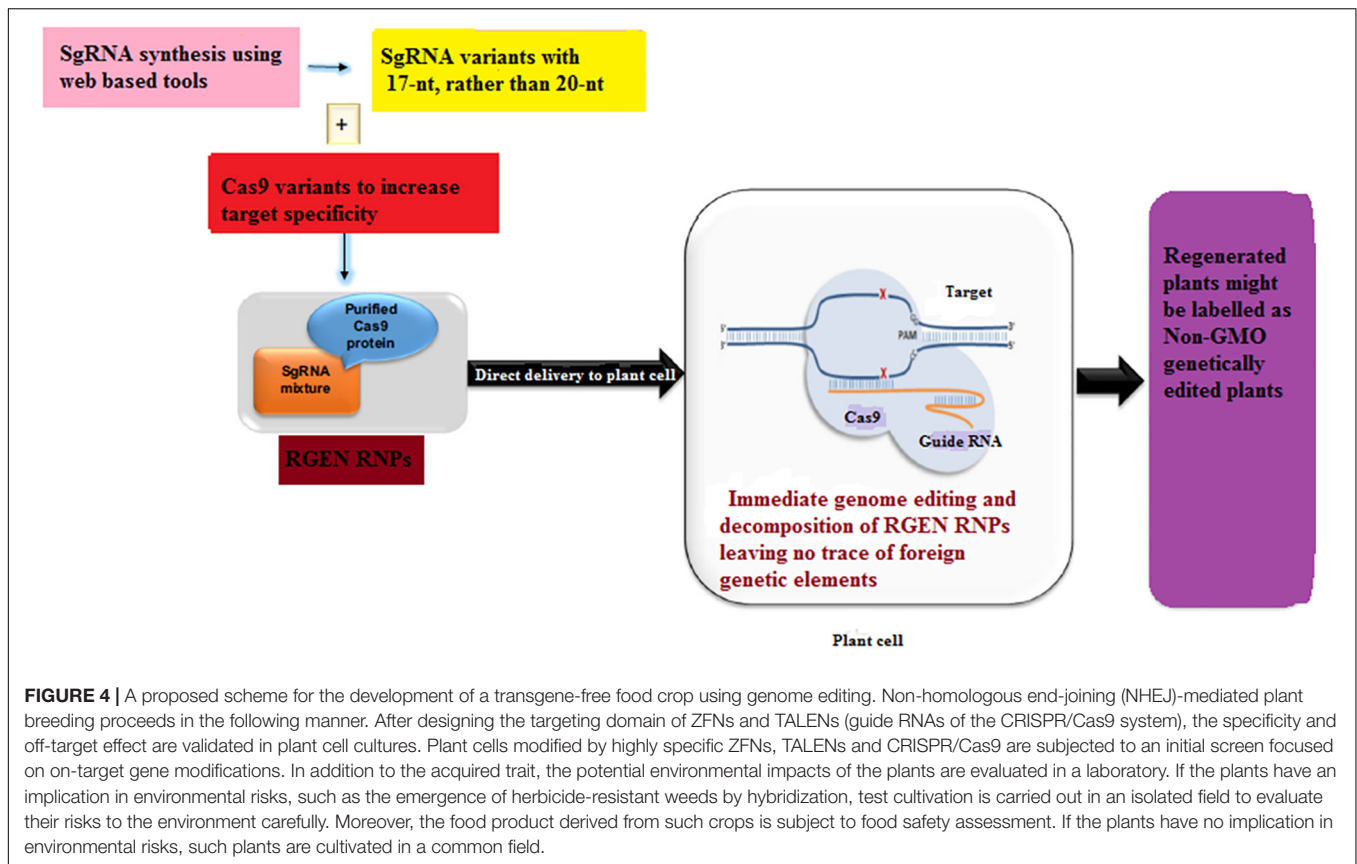 SgRNA synthesis using
web based tools
SgRNA variants with
17-nt, rather than 20-nt
+
Cas9 variants to increase
target specificity
Purified
Cas9
protein
SgRNA
mixture
RGEN RNPs
Direct delivery to plant cell
Target
X
5'
3'
PAM
3'
5'
X
Cas9
Guide RNA
Immediate genome editing and
decomposition of RGEN RNPs
leaving no trace of foreign
genetic elements
Plant cell
Regenerated
plants might
be labelled as
Non-GMO
genetically
edited plants
FIGURE 4 | A proposed scheme for the development of a transgene-free food crop using genome editing. Non-homologous end-joining (NHEJ)-mediated plant
breeding proceeds in the following manner. After designing the targeting domain of ZFNs and TALENs (guide RNAs of the CRISPR/Cas9 system), the specificity and
off-target effect are validated in plant cell cultures. Plant cells modified by highly specific ZFNs, TALENs and CRISPR/Cas9 are subjected to an initial screen focused
on on-target gene modifications. In addition to the acquired trait, the potential environmental impacts of the plants are evaluated in a laboratory. If the plants have an
implication in environmental risks, such as the emergence of herbicide-resistant weeds by hybridization, test cultivation is carried out in an isolated field to evaluate
their risks to the environment carefully. Moreover, the food product derived from such crops is subject to food safety assessment. If the plants have no implication in
environmental risks, such plants are cultivated in a common field.